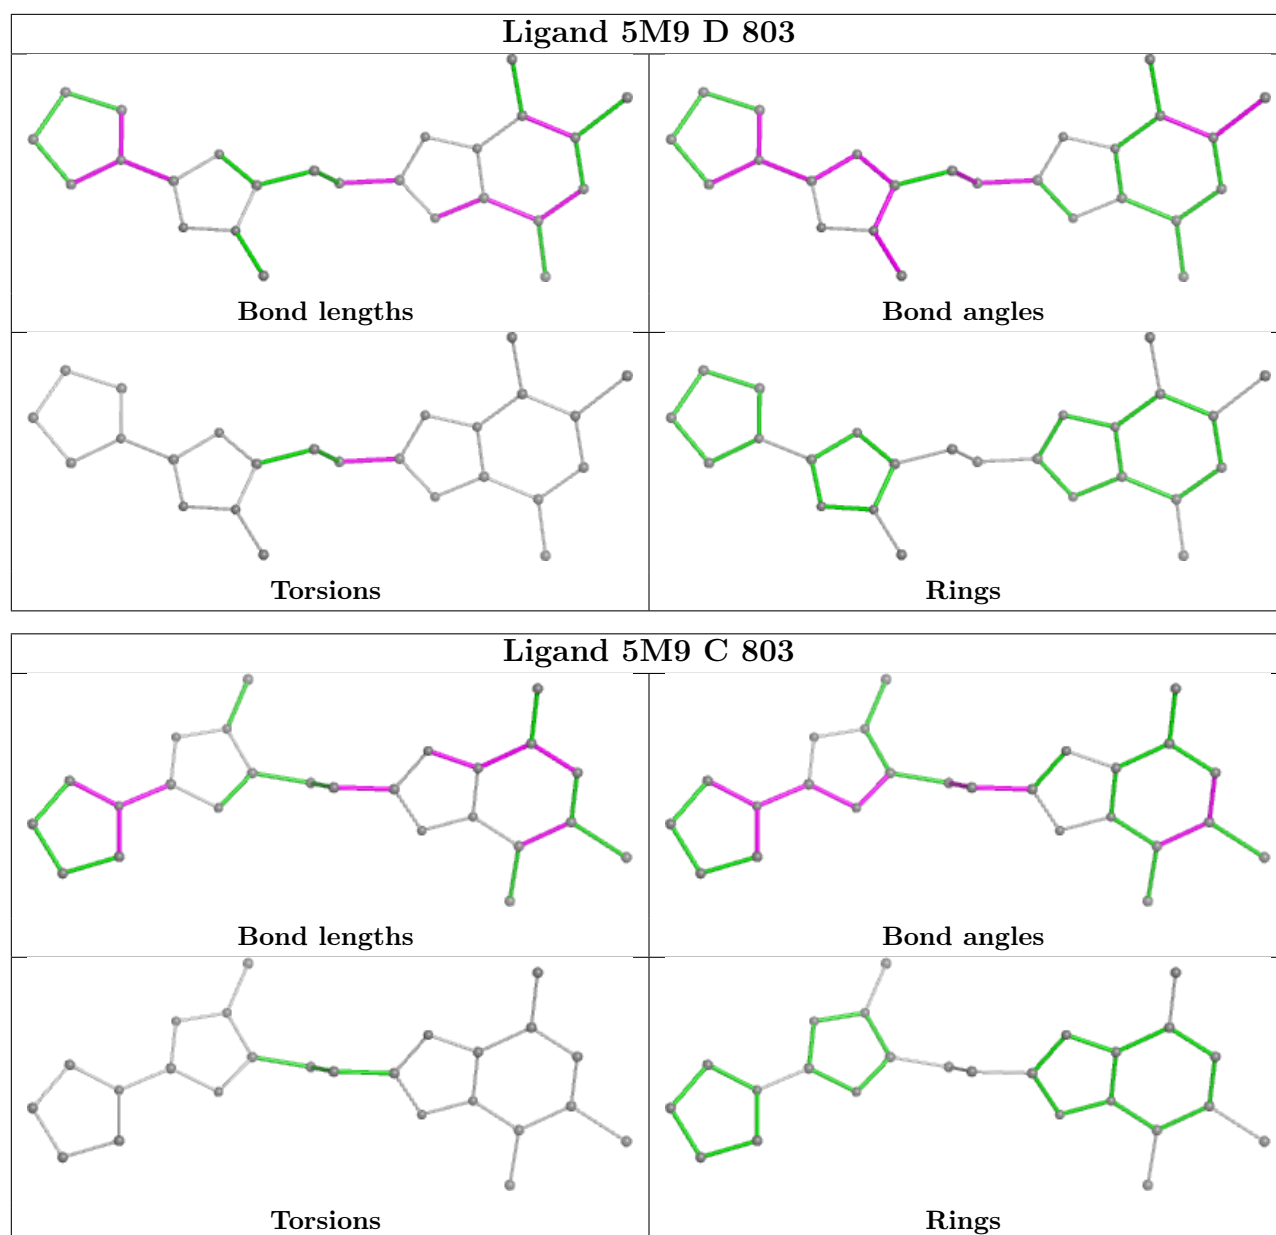 Ligand 5M9 D 803
Bond lengths
Bond angles
Torsions
Rings
Ligand 5M9 C 803
Bond lengths
Bond angles
Torsions
Rings